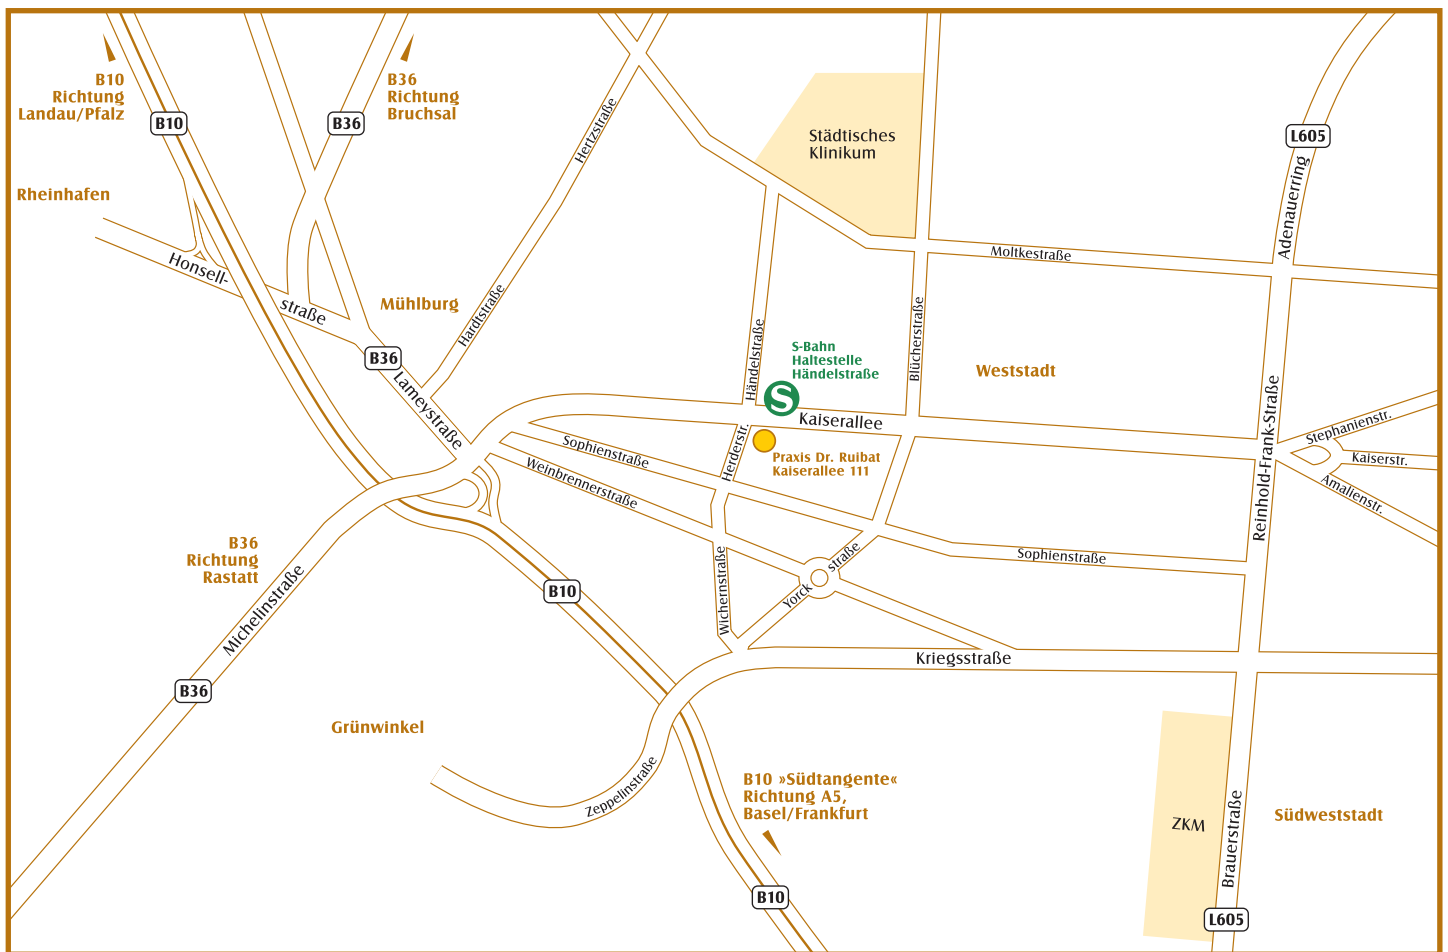 B10
Richtung
Landau/Pfalz
B10
B36
Richtung
Bruchsal
B36
Rheinhafen
Honsell-
straße
Mühlburg
B36
Lameystraße
Hertzstraße
Hardtstraße
Städtisches
Klinikum
L605
Adenauerring
Moltkestraße
Händelstraße
S-Bahn
Haltestelle
Händelstraße
S
Blücherstraße
Weststadt
Kaiserallee
Praxis Dr. Ruibat
Kaiserallee 111
Herderstr.
Sophienstraße
Weinbrennerstraße
Reinhold-Frank-Straße
Stephanienstr.
Kaiserstr.
Amalienstr.
Sophienstraße
Yorck
straße
Wichernstraße
B36
Richtung
Rastatt
Michelinstraße
B36
B10
Kriegsstraße
Grünwinkel
Zeppelinstraße
B10 »Südtangente«
Richtung A5,
Basel/Frankfurt
B10
ZKM
Brauerstraße
Südweststadt
L605